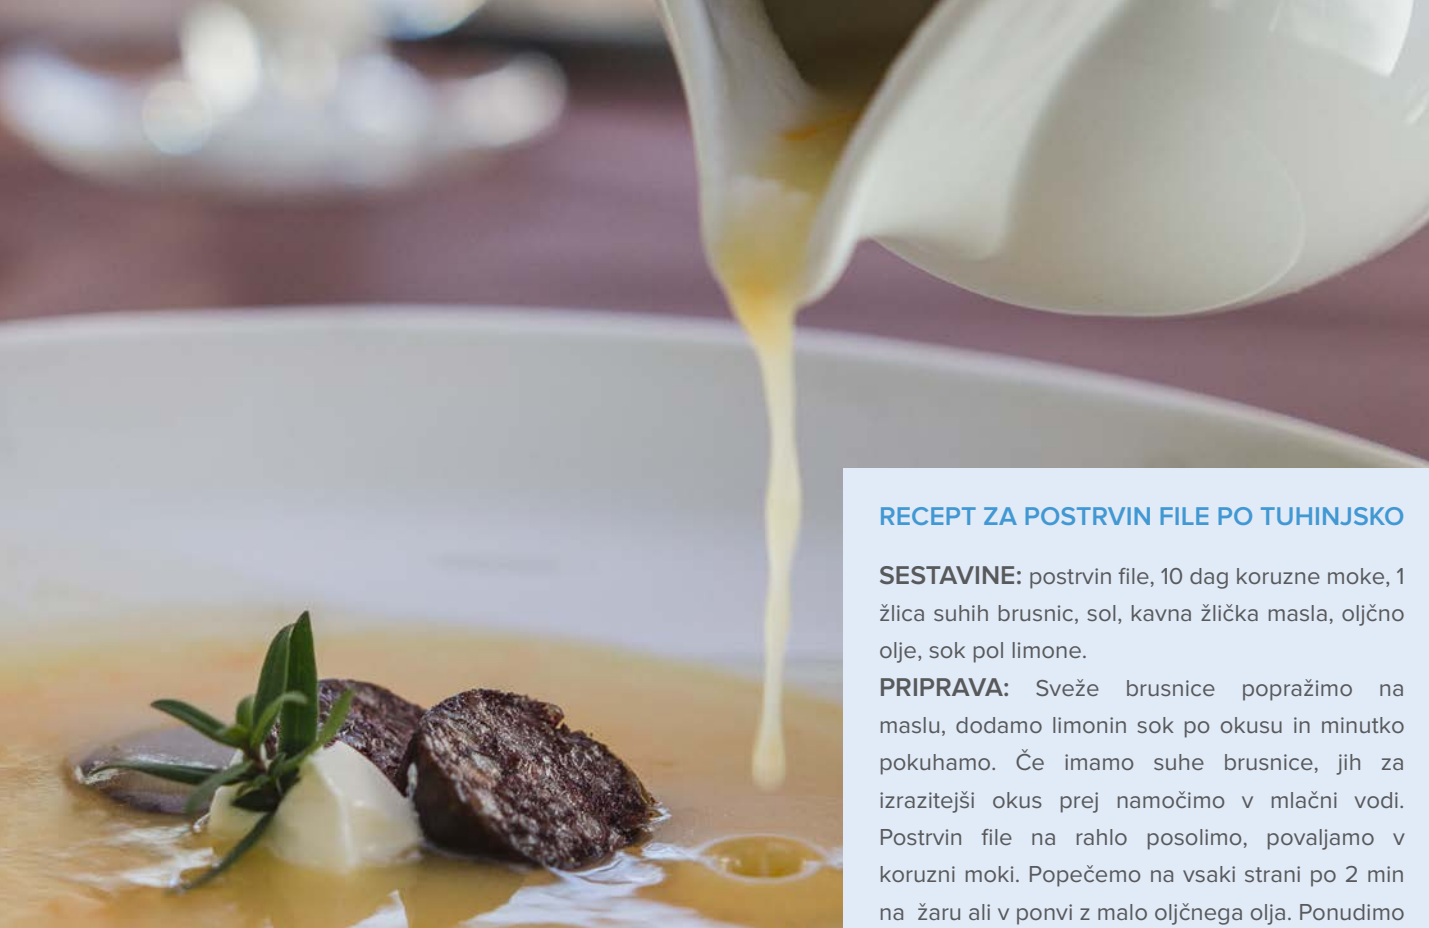 RECEPT ZA POSTRVIN FILE PO TUHINJSKO
SESTAVINE: postrvin file, 10 dag koruzne moke, 1
žlica suhih brusnic, sol, kavna žlička masla, oljčno
olje, sok pol limone.
PRIPRAVA: Sveže brusnice popražimo na
maslu, dodamo limonin sok po okusu in minutko
pokuhamo. Če imamo suhe brusnice, jih za
izrazitejši okus prej namočimo v mlačni vodi.
Postrvin file na rahlo posolimo, povaljamo v
koruzni moki. Popečemo na vsaki strani po 2 min
na žaru ali v ponvi z malo oljčnega olja. Ponudimo